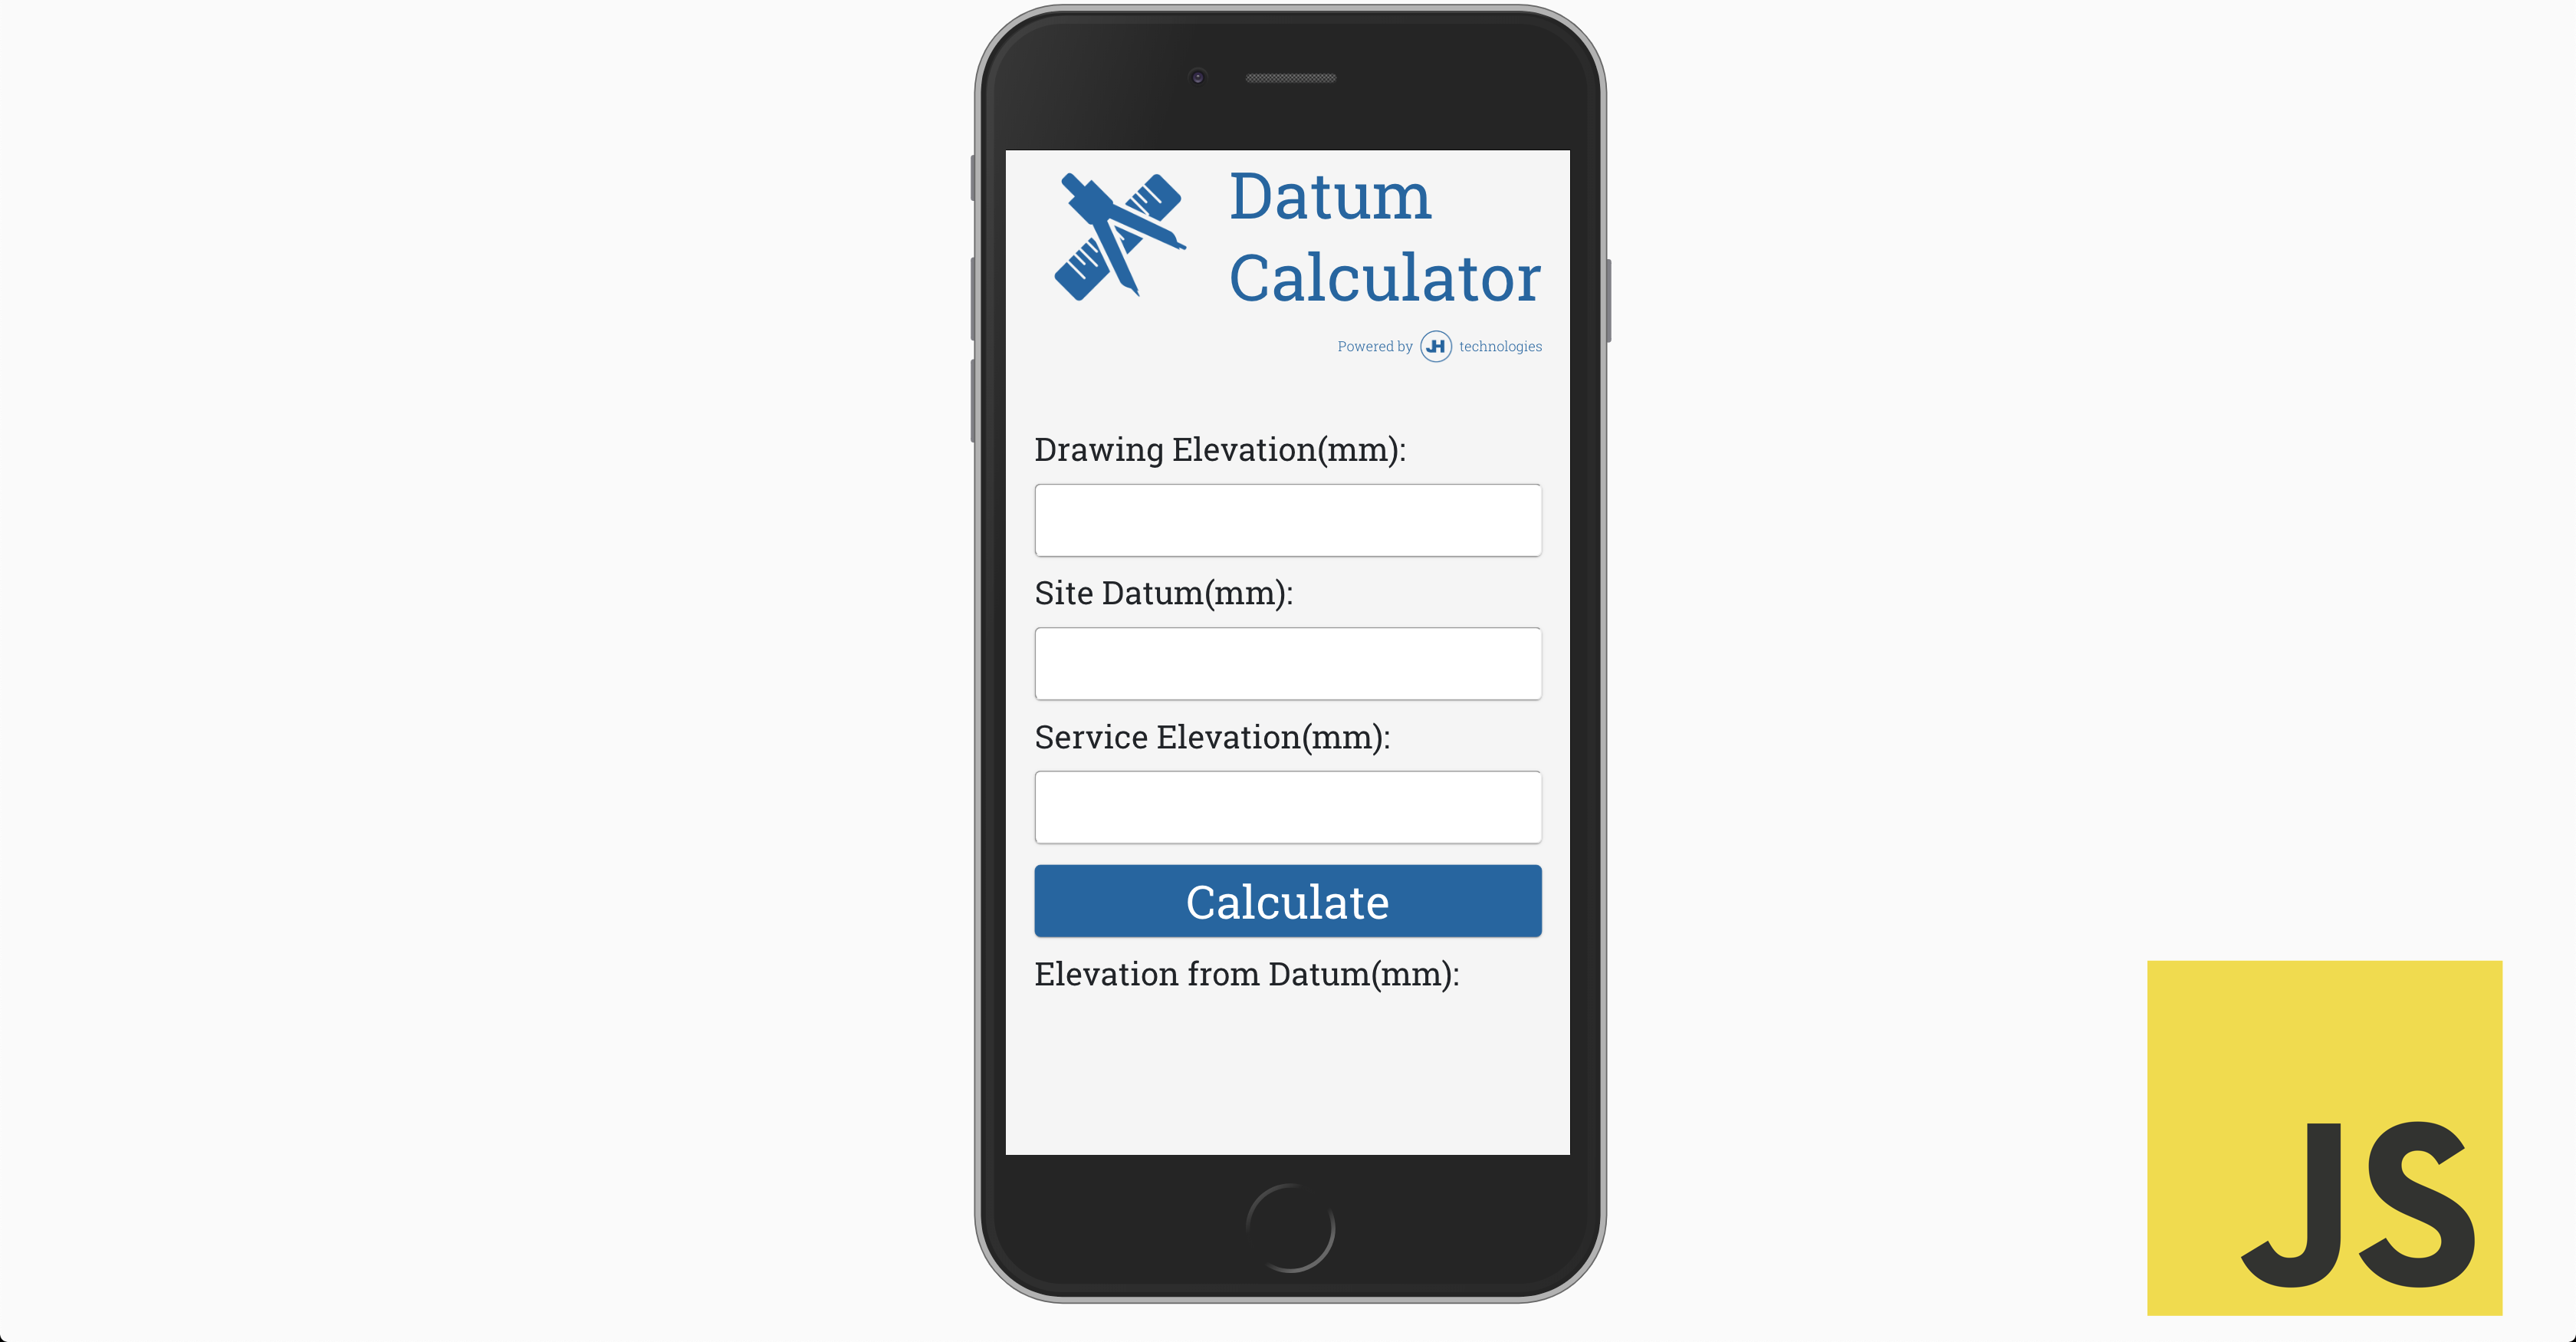 Datum
Calculator
Powered by JH technologies
Drawing Elevation(mm):
Site Datum(mm):
Service Elevation(mm):
Calculate
Elevation from Datum(mm):
JS